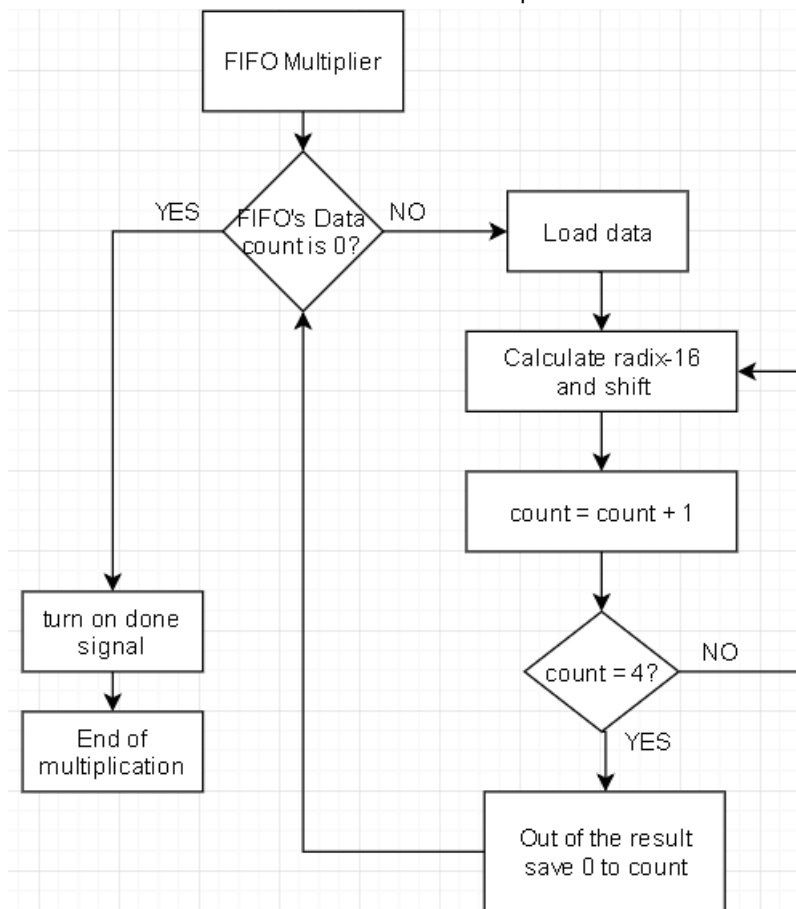 FIFO Multiplier
YES
FIFO's Data
count is 0?
NO
Load data
Calculate radix-16
and shift
count = count + 1
count = 4?
NO
YES
Out of the result
save 0 to count
turn on done
signal
End of
multiplication